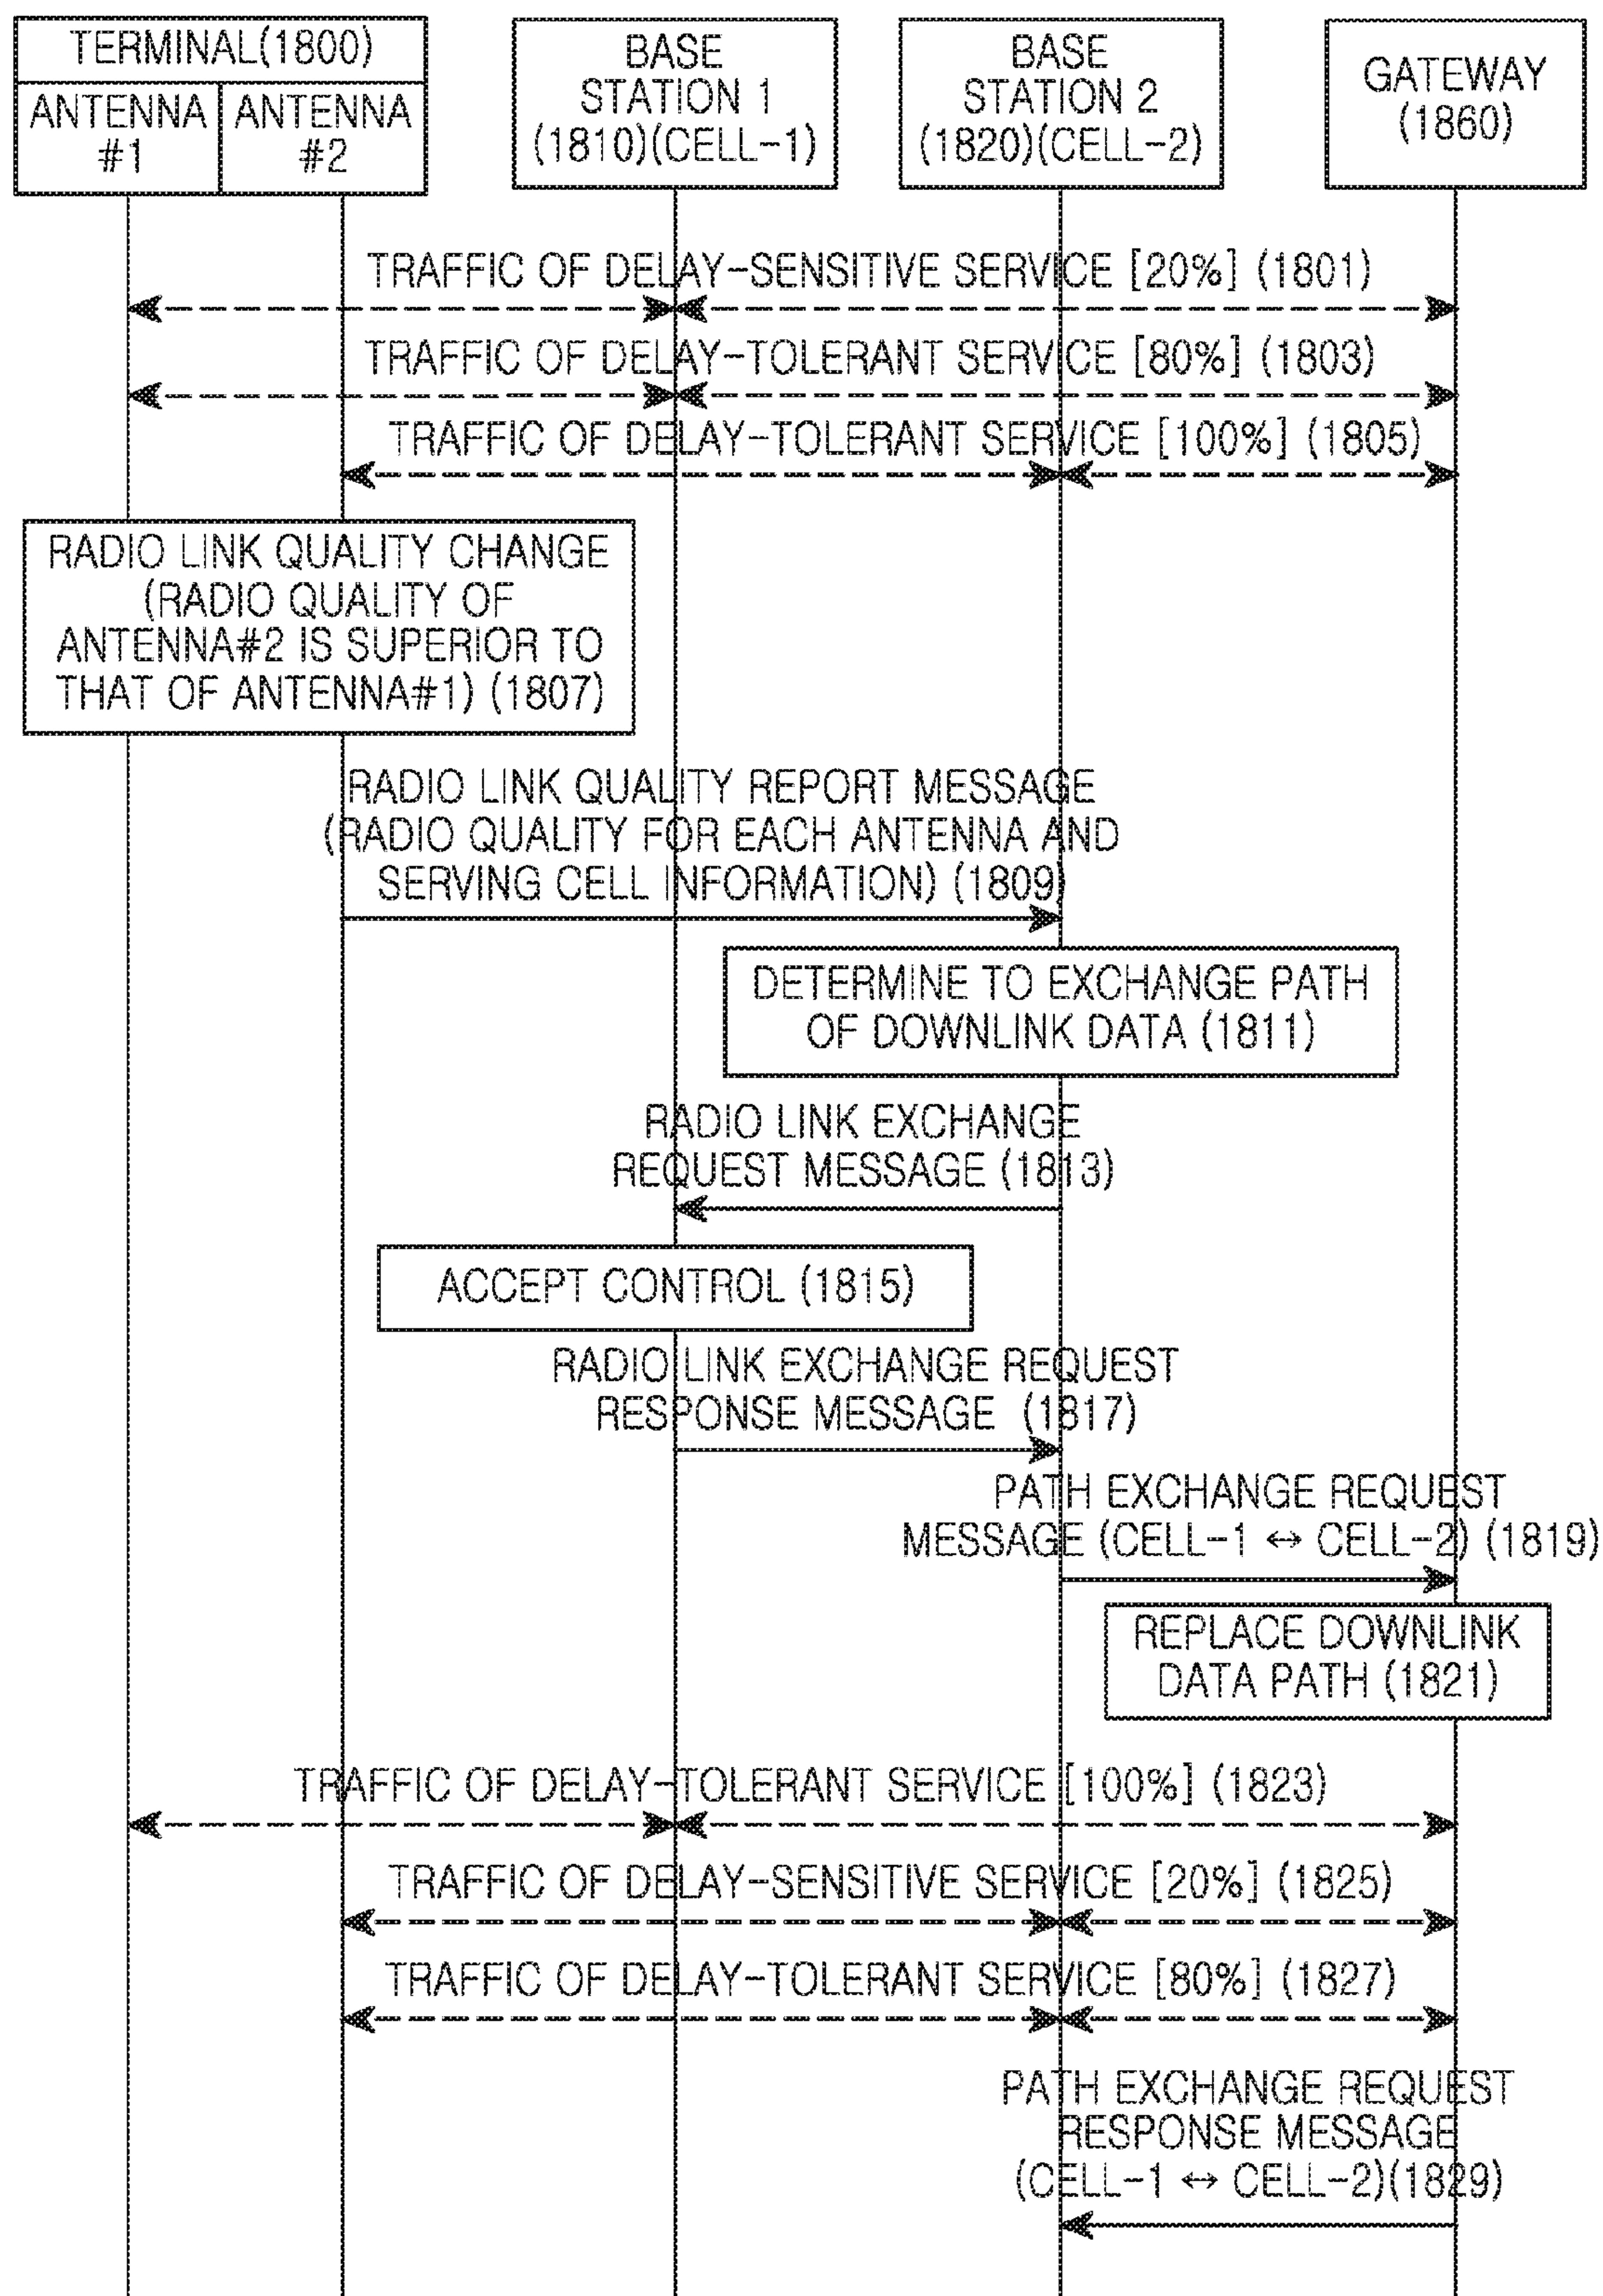 TERMINAL(1800)
ANTENNA
#1
ANTENNA
#2
BASE
STATION 1
(1810)(CELL-1)
BASE
STATION 2
(1820)(CELL-2)
GATEWAY
(1860)
TRAFFIC OF DELAY-SENSITIVE SERVICE [20%] (1801)
TRAFFIC OF DELAY-TOLERANT SERVICE [80%] (1803)
TRAFFIC OF DELAY-TOLERANT SERVICE [100%] (1805)
RADIO LINK QUALITY CHANGE
(RADIO QUALITY OF
ANTENNA#2 IS SUPERIOR TO
THAT OF ANTENNA#1) (1807)
RADIO LINK QUALITY REPORT MESSAGE
(RADIO QUALITY FOR EACH ANTENNA AND
SERVING CELL INFORMATION) (1809)
DETERMINE TO EXCHANGE PATH
OF DOWNLINK DATA (1811)
RADIO LINK EXCHANGE
REQUEST MESSAGE (1813)
ACCEPT CONTROL (1815)
RADIO LINK EXCHANGE REQUEST
RESPONSE MESSAGE (1817)
PATH EXCHANGE REQUEST
MESSAGE (CELL-1 ↔ CELL-2) (1819)
REPLACE DOWNLINK
DATA PATH (1821)
TRAFFIC OF DELAY-TOLERANT SERVICE [100%] (1823)
TRAFFIC OF DELAY-SENSITIVE SERVICE [20%] (1825)
TRAFFIC OF DELAY-TOLERANT SERVICE [80%] (1827)
PATH EXCHANGE REQUEST
RESPONSE MESSAGE
(CELL-1 ↔ CELL-2)(1829)